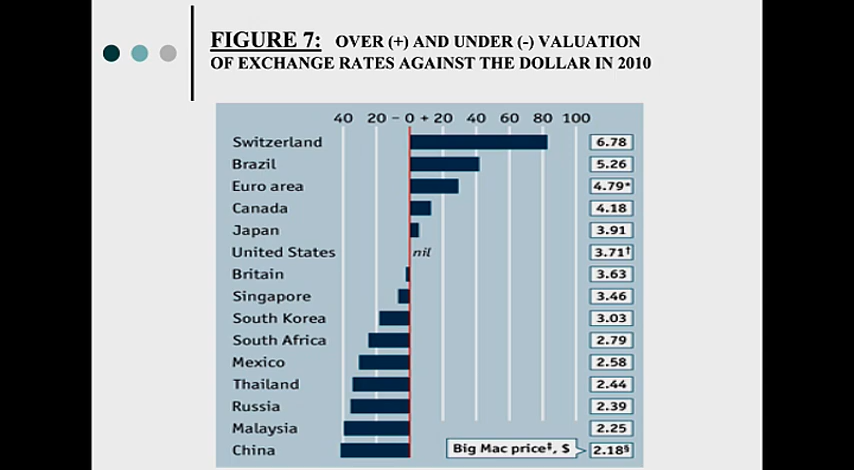 FIGURE 7: OVER (+) AND UNDER (-) VALUATION
OF EXCHANGE RATES AGAINST THE DOLLAR IN 2010
40 20 – 0 + 20 40 60 80 100
Switzerland 6.78
Brazil 5.26
Euro area 4.79*
Canada 4.18
Japan 3.91
United States nil 3.71†
Britain 3.63
Singapore 3.46
South Korea 3.03
South Africa 2.79
Mexico 2.58
Thailand 2.44
Russia 2.39
Malaysia 2.25
China Big Mac price‡, $ 2.18§